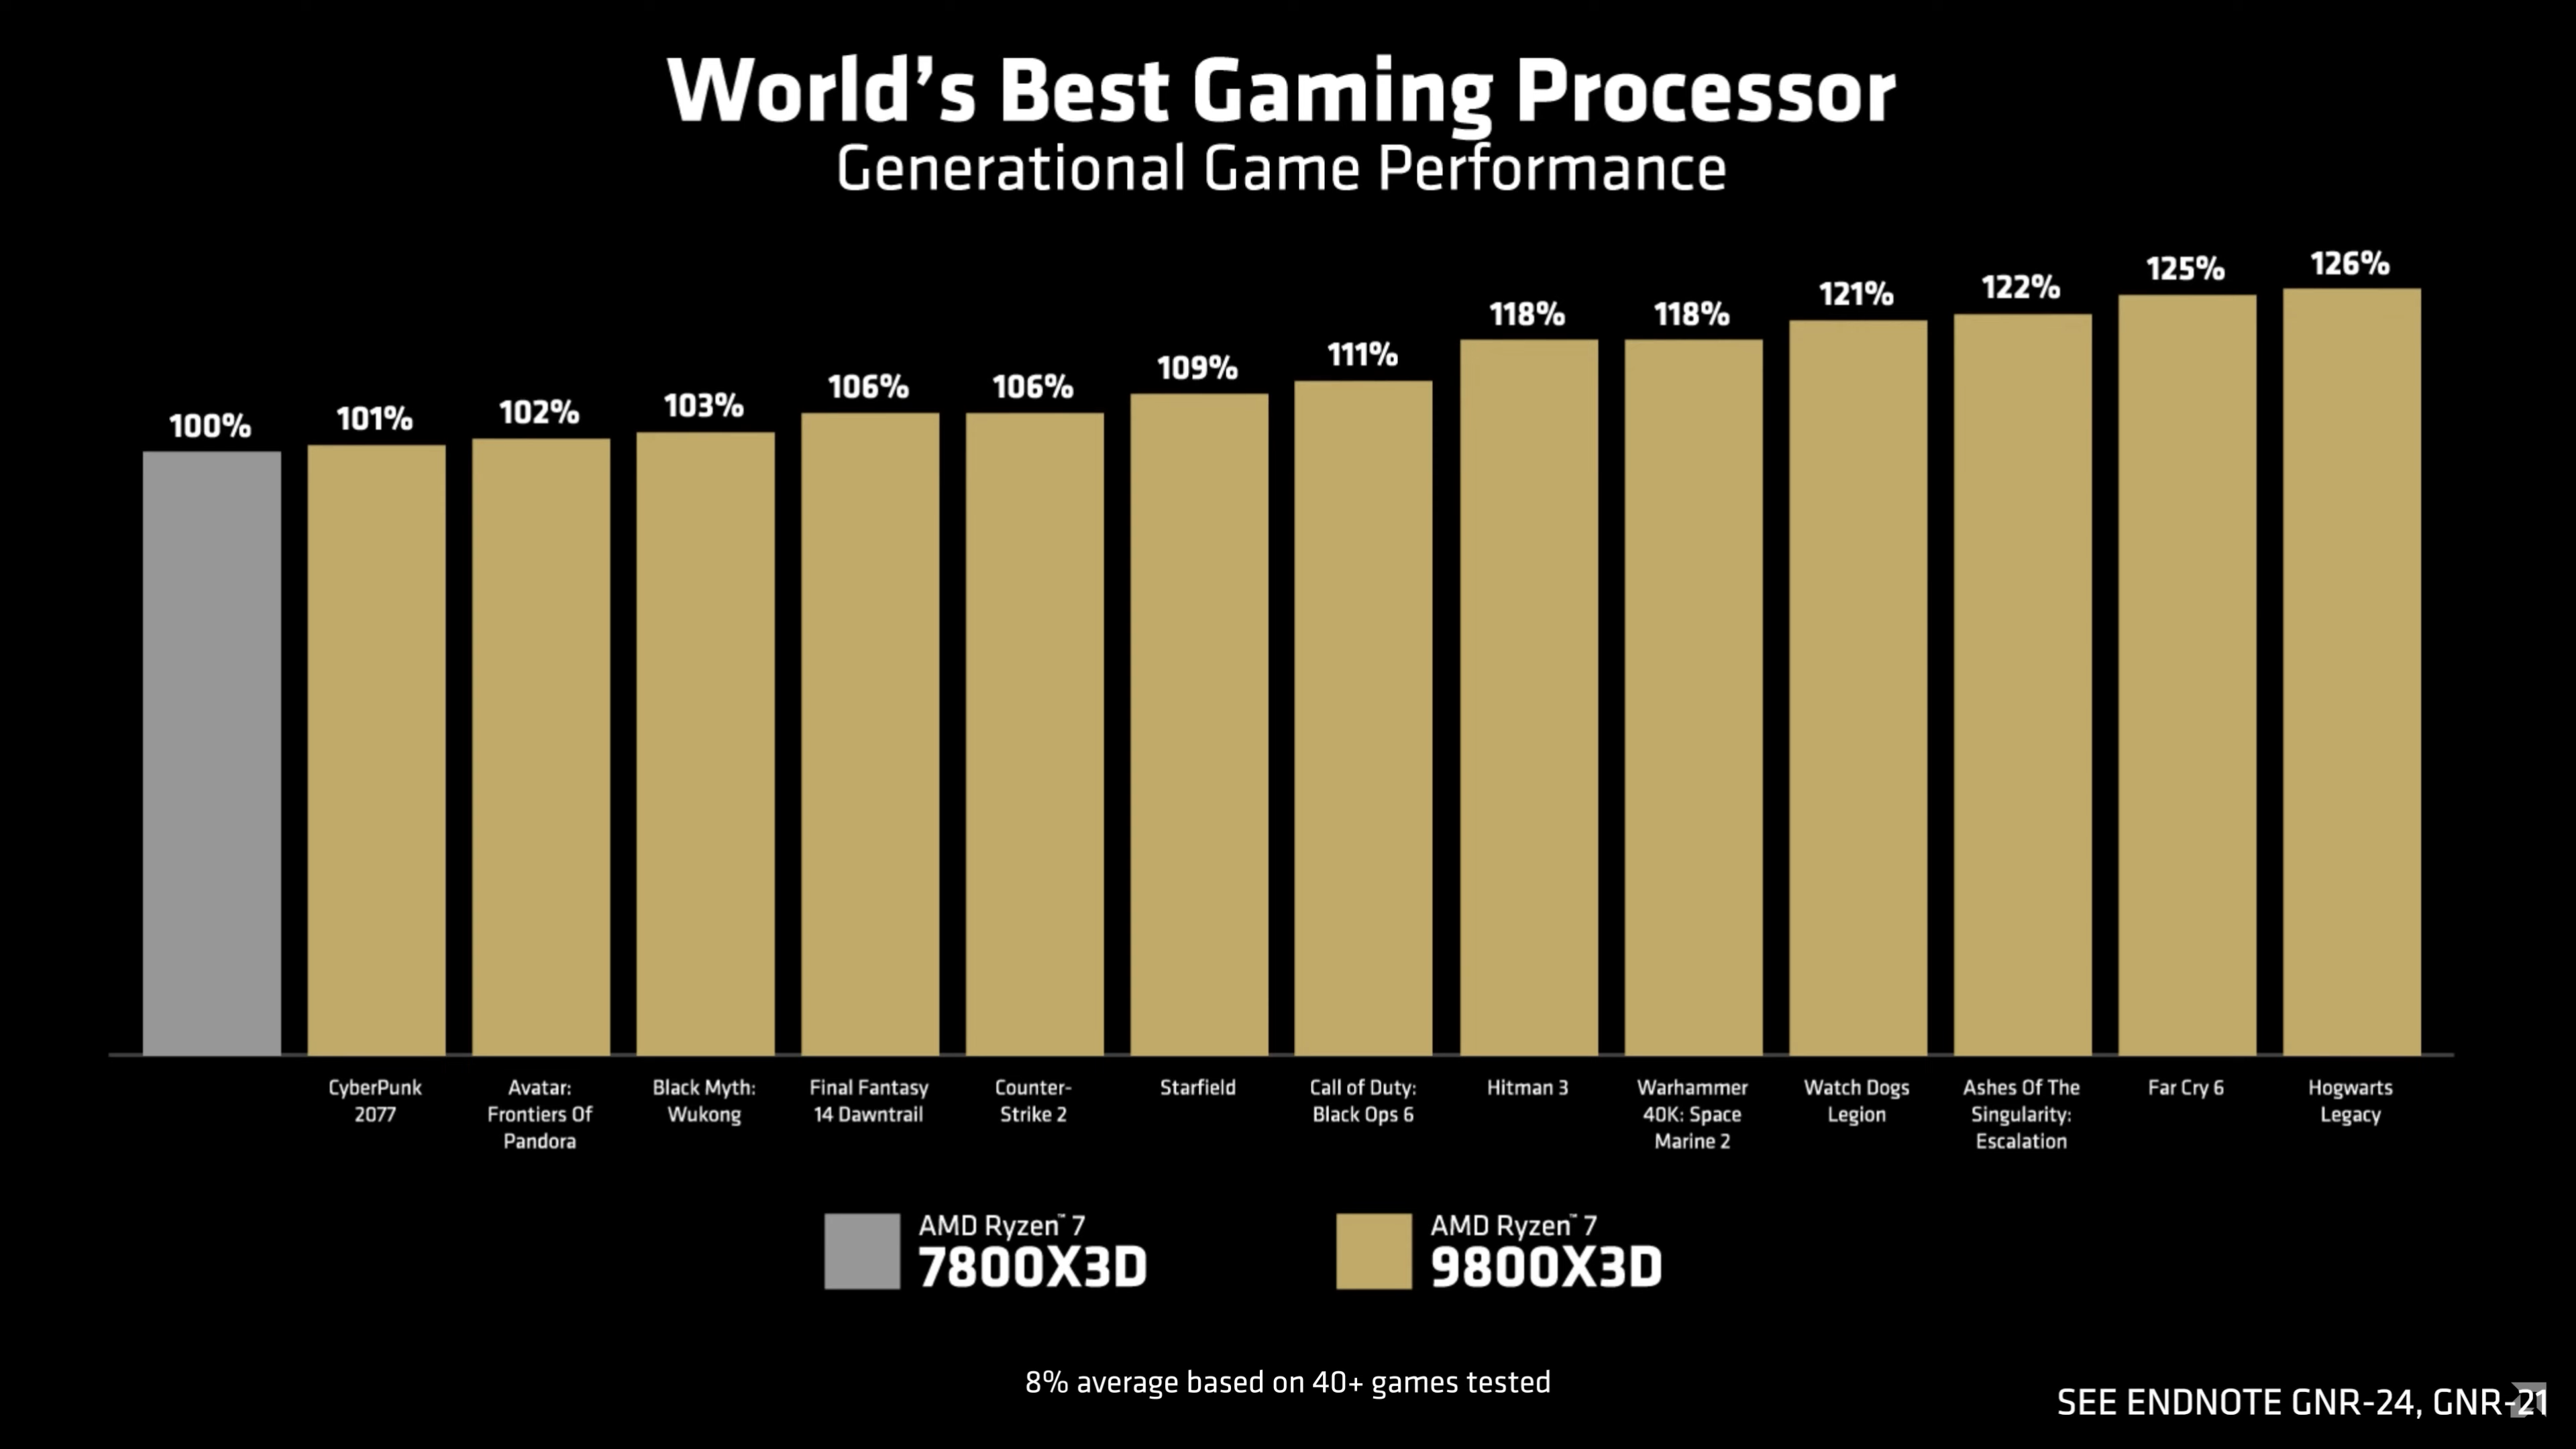 World's Best Gaming Processor
Generational Game Performance
100%
101%
102%
103%
106%
106%
109%
111%
118%
118%
121%
122%
125%
126%
CyberPunk
2077
Avatar:
Frontiers Of
Pandora
Black Myth:
Wukong
Final Fantasy
14 Dawntrail
Counter-
Strike 2
Starfield
Call of Duty:
Black Ops 6
Hitman 3
Warhammer
40K: Space
Marine 2
Watch Dogs
Legion
Ashes Of The
Singularity:
Escalation
Far Cry 6
Hogwarts
Legacy
AMD Ryzen™ 7
7800X3D
AMD Ryzen™ 7
9800X3D
8% average based on 40+ games tested
SEE ENDNOTE GNR-24, GNR-21